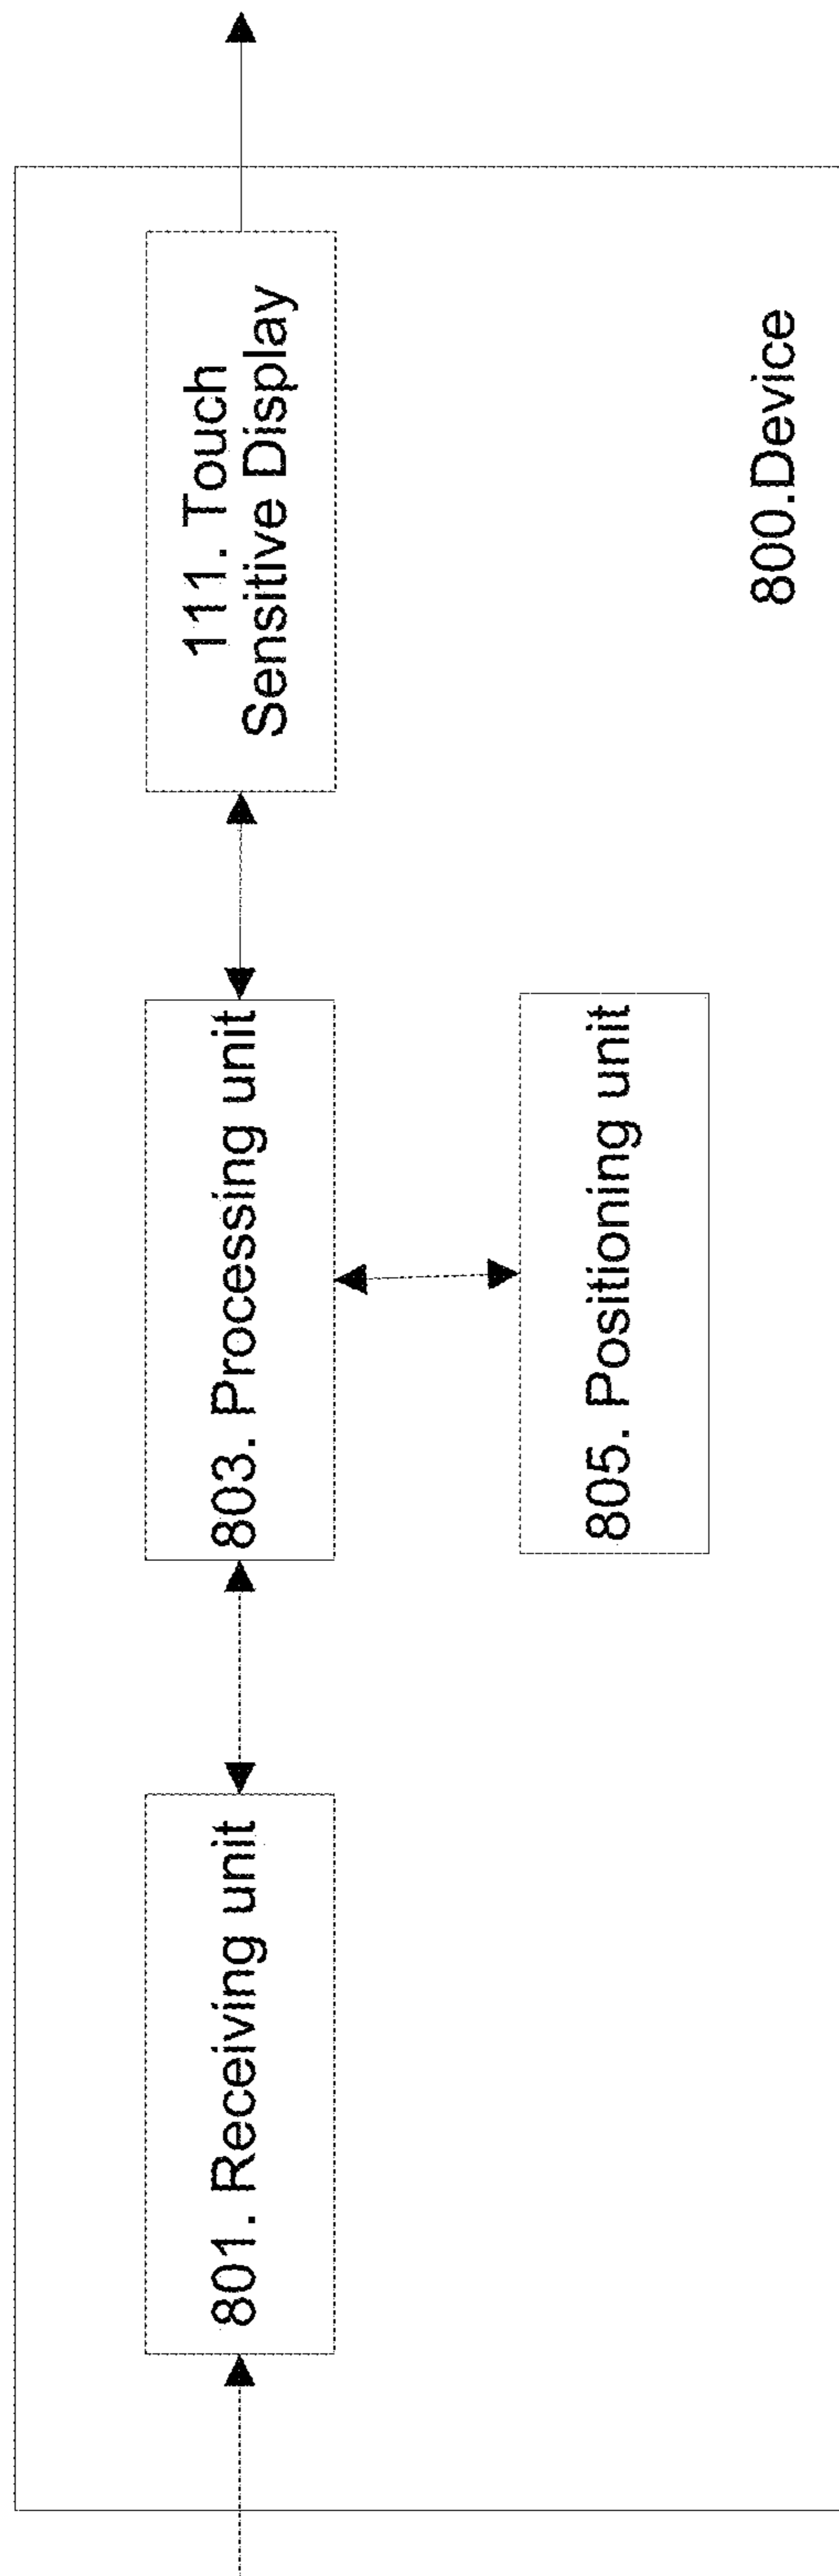 801. Receiving unit
803. Processing unit
111. Touch
Sensitive Display
805. Positioning unit
800.Device